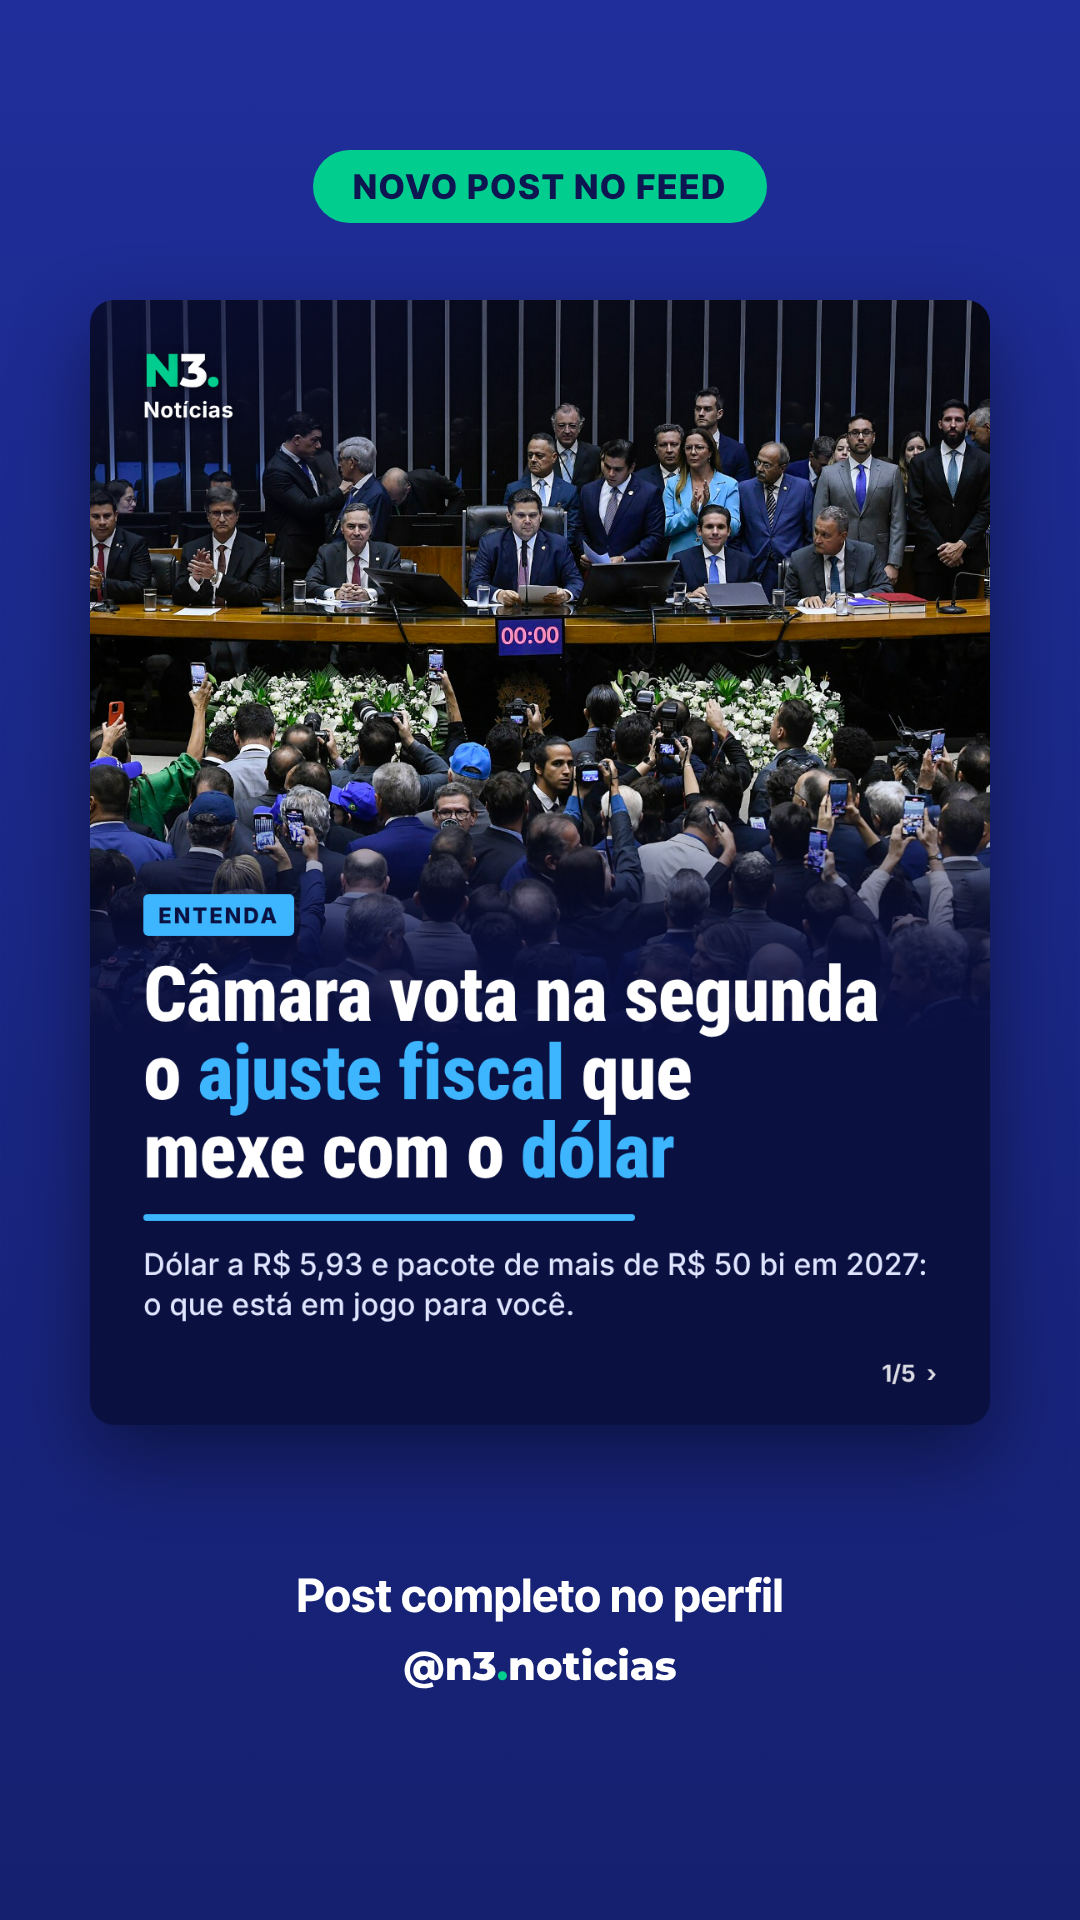 NOVO POST NO FEED
N3.
Notícias
00:00
ENTENDA
Câmara vota na segunda
o ajuste fiscal que
mexe com o dólar
Dólar a R$ 5,93 e pacote de mais de R$ 50 bi em 2027:
o que está em jogo para você.
1/5 ›
Post completo no perfil
@n3.noticias